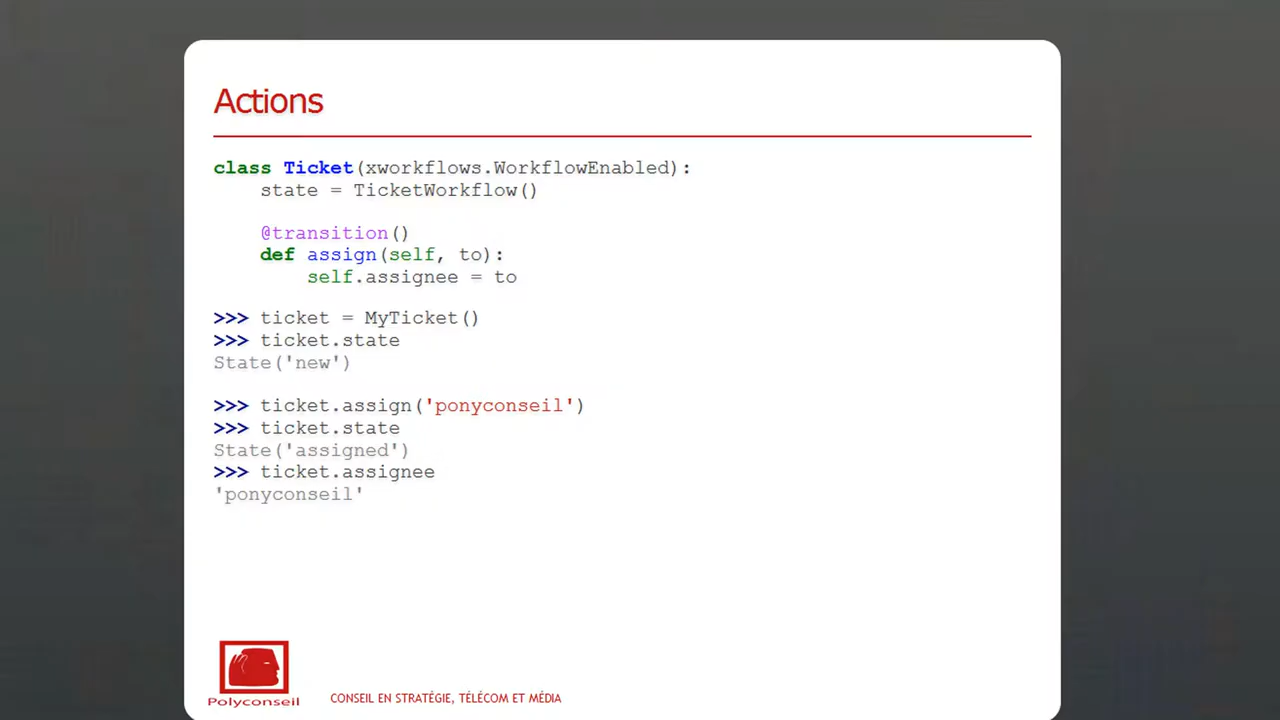 Actions
class Ticket(xworkflows.WorkflowEnabled):
    state = TicketWorkflow()
    @transition()
    def assign(self, to):
        self.assignee = to
>>> ticket = MyTicket()
>>> ticket.state
State('new')
>>> ticket.assign('ponyconseil')
>>> ticket.state
State('assigned')
>>> ticket.assignee
'ponyconseil'
Polyconseil
CONSEIL EN STRATÉGIE, TÉLÉCOM ET MÉDIA